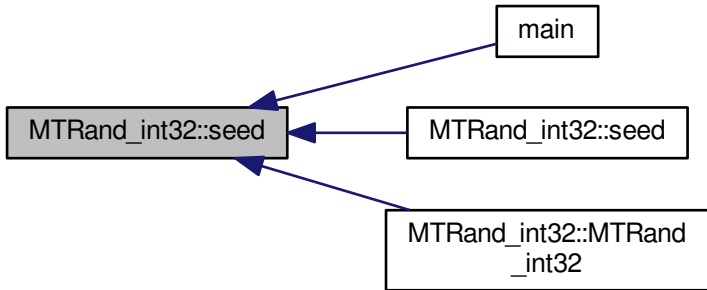 main
MTRand_int32::seed
MTRand_int32::seed
MTRand_int32::MTRand
_int32